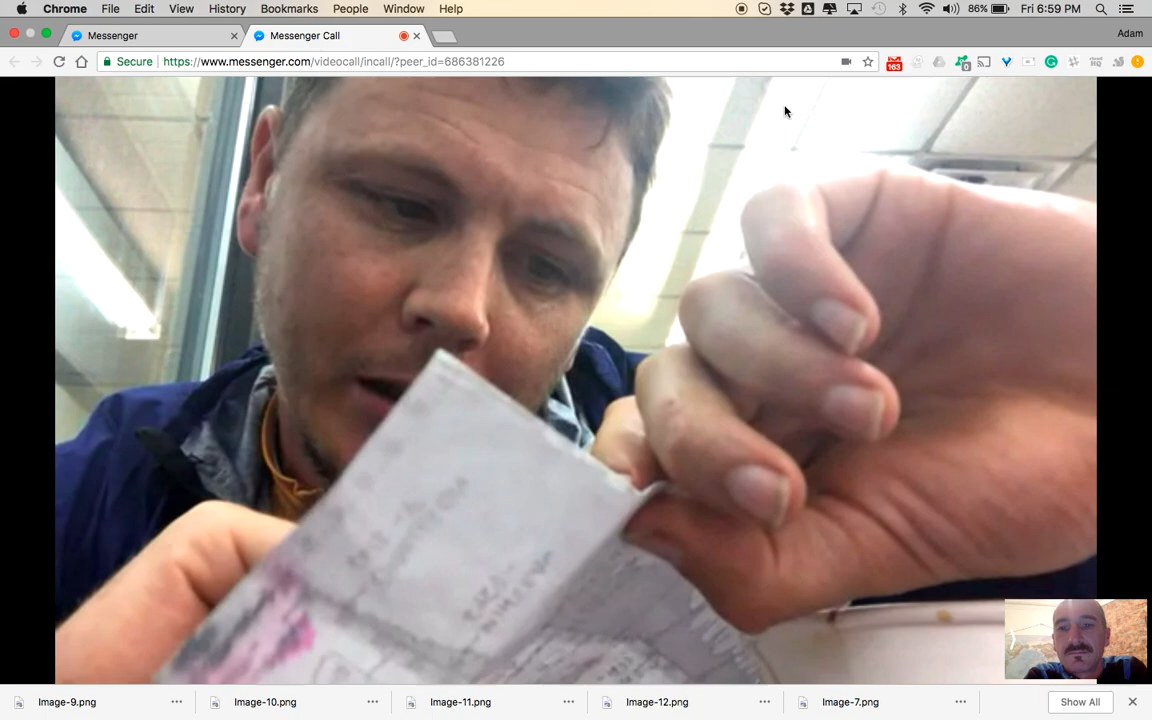 Chrome File Edit View History Bookmarks People Window Help 86% Fri 6:59 PM
Messenger Messenger Call Adam
Secure https://www.messenger.com/videocall/incall/?peer_id=686381226 163 0
Image-9.png Image-10.png Image-11.png Image-12.png Image-7.png Show All